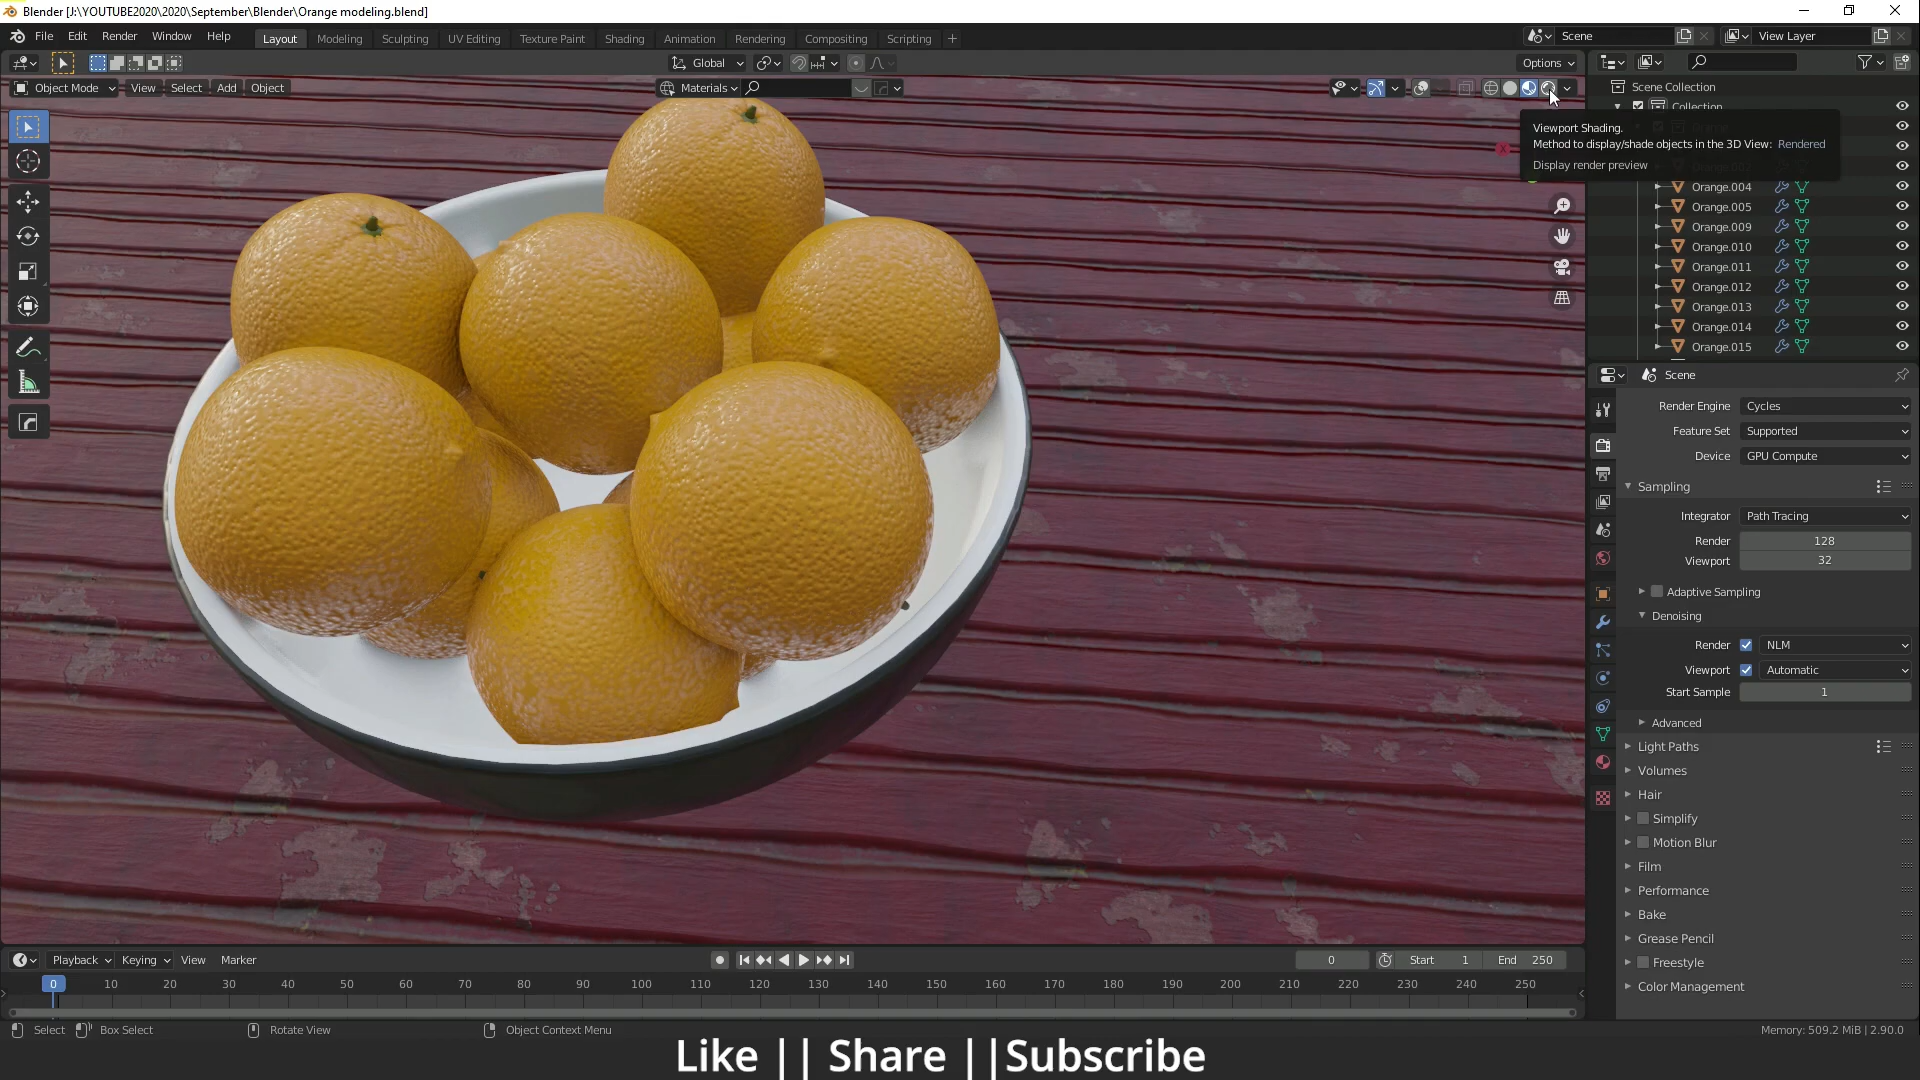 Blender [J:\YOUTUBE2020\2020\September\Blender\Orange modeling.blend]
File Edit Render Window Help Layout Modeling Sculpting UV Editing Texture Paint Shading Animation Rendering Compositing Scripting + Scene View Layer
Global Options
Object Mode View Select Add Object Materials
Scene Collection
Collection
Viewport Shading.
Method to display/shade objects in the 3D View: Rendered
Display render preview
Orange.004
Orange.005
Orange.009
Orange.010
Orange.011
Orange.012
Orange.013
Orange.014
Orange.015
Scene
Render Engine Cycles
Feature Set Supported
Device GPU Compute
Sampling
Integrator Path Tracing
Render 128
Viewport 32
Adaptive Sampling
Denoising
Render NLM
Viewport Automatic
Start Sample 1
Advanced
Light Paths
Volumes
Hair
Simplify
Motion Blur
Film
Performance
Bake
Grease Pencil
Freestyle
Color Management
Playback Keying View Marker 0 Start 1 End 250
0 10 20 30 40 50 60 70 80 90 100 110 120 130 140 150 160 170 180 190 200 210 220 230 240 250
Select Box Select Rotate View Object Context Menu Memory: 509.2 MiB | 2.90.0
Like || Share ||Subscribe